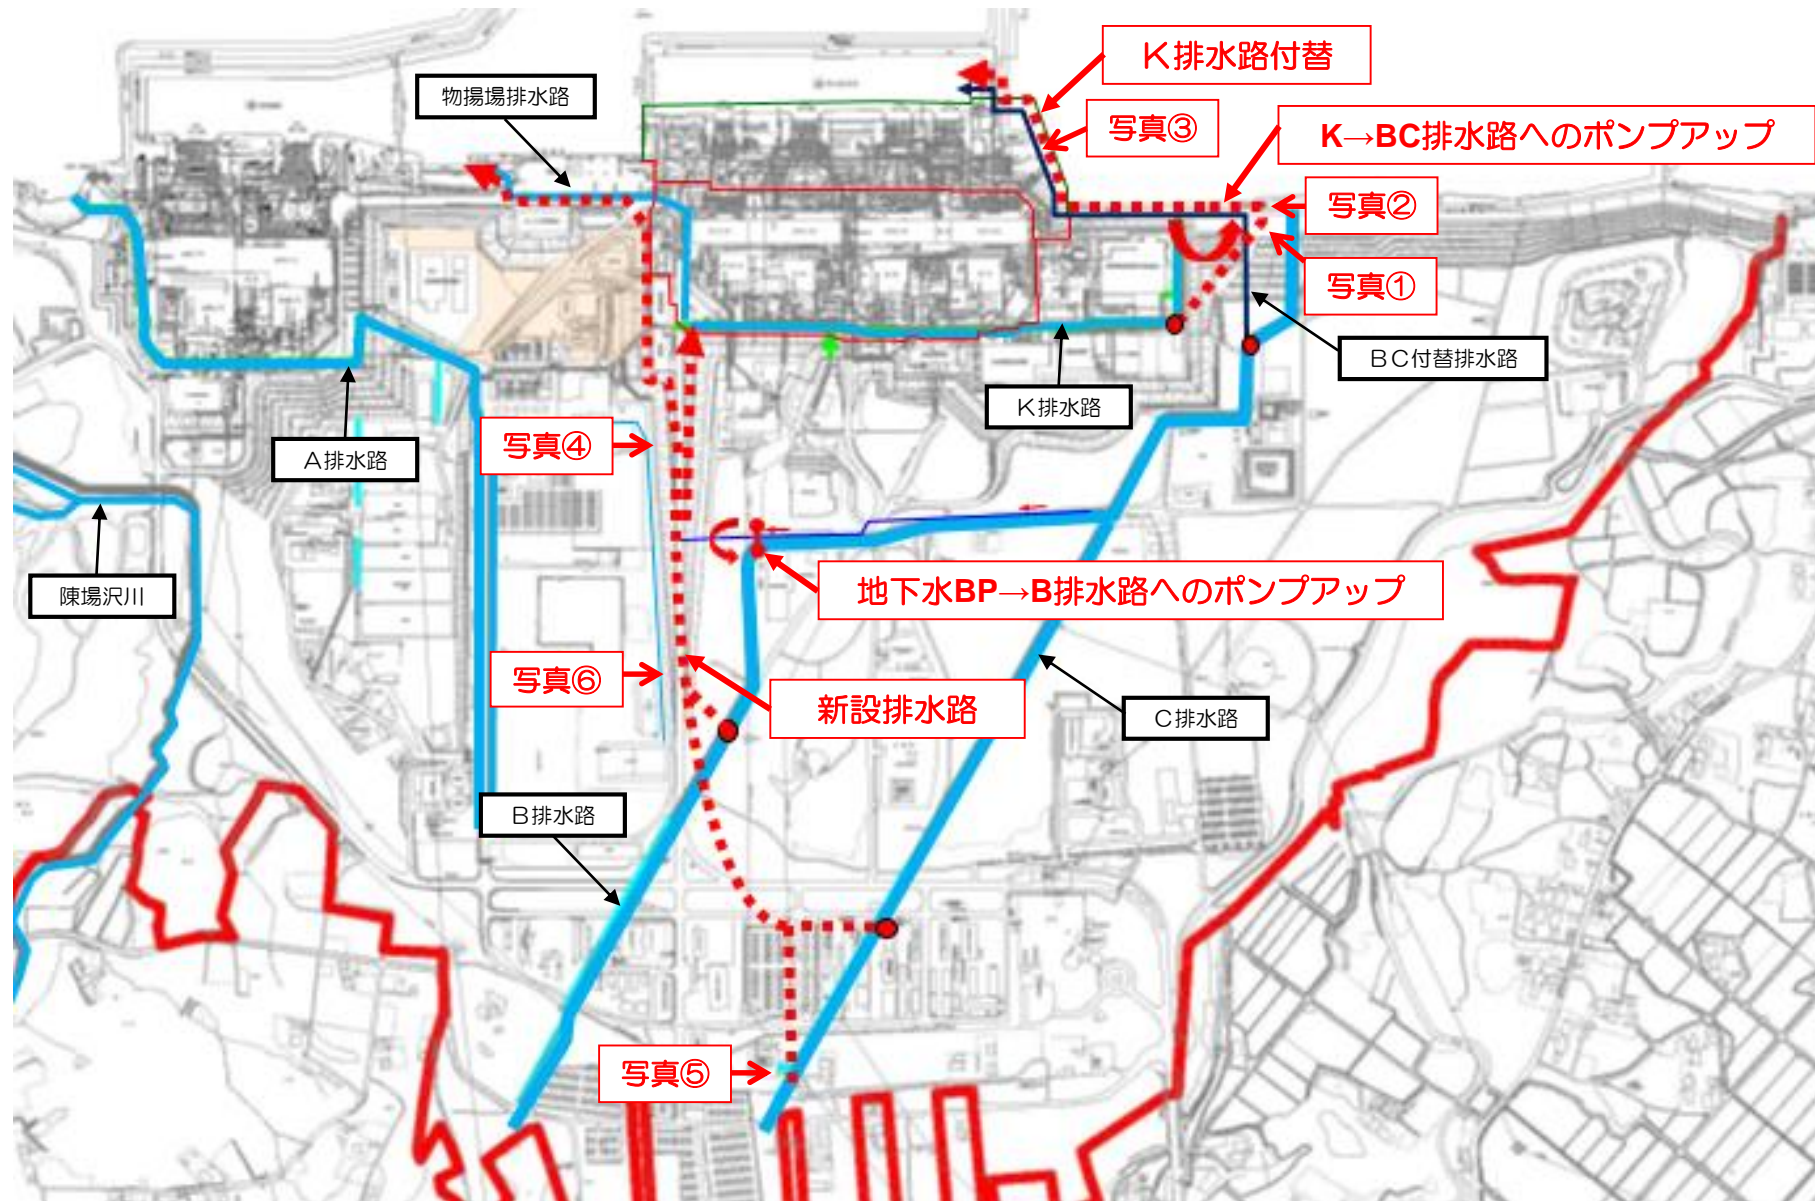 K排水路付替
物揚場排水路
写真③
K→BC排水路へのポンプアップ
写真②
写真①
BC付替排水路
K排水路
写真④
A排水路
陳場沢川
地下水BP→B排水路へのポンプアップ
写真⑥
新設排水路
C排水路
B排水路
写真⑤